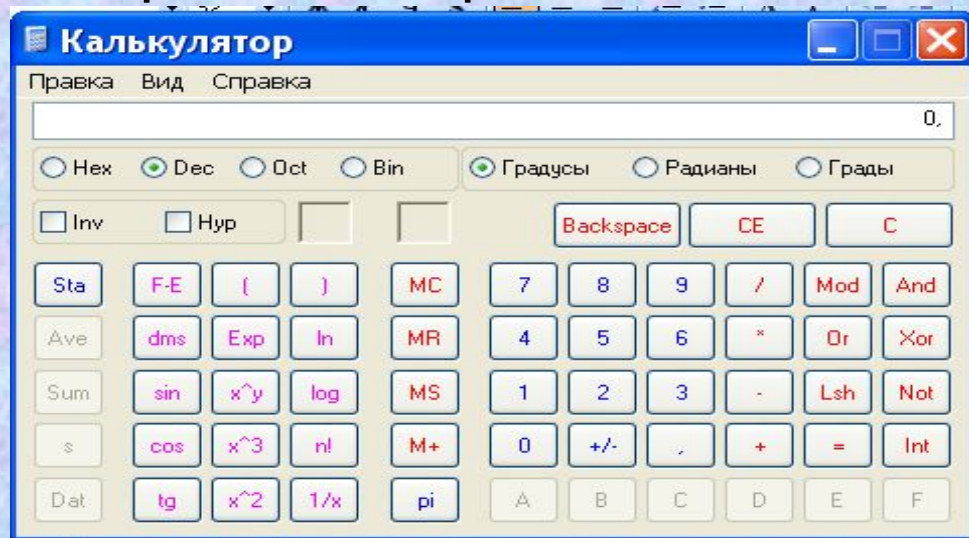 Калькулятор
Правка Вид Справка
0,
Hex Dec Oct Bin Градусы Радианы Грады
Inv Hyp Backspace CE C
Sta F-E ( ) MC 7 8 9 / Mod And
Ave dms Exp ln MR 4 5 6 * Or Xor
Sum sin x^y log MS 1 2 3 - Lsh Not
s cos x^3 n! M+ 0 +/- , + = Int
Dat tg x^2 1/x pi A B C D E F